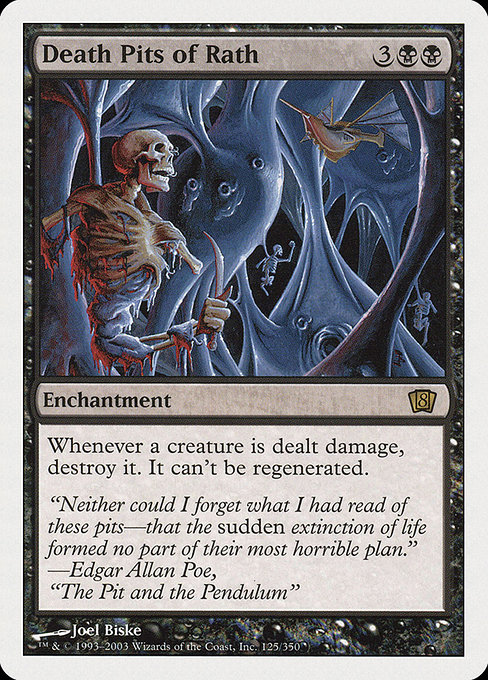 Death Pits of Rath 3
Enchantment 8
Whenever a creature is dealt damage,
destroy it. It can't be regenerated.
“Neither could I forget what I had read of
these pits—that the sudden extinction of life
formed no part of their most horrible plan.”
—Edgar Allan Poe,
“The Pit and the Pendulum”
Joel Biske
™ & © 1993–2003 Wizards of the Coast, Inc. 125/350